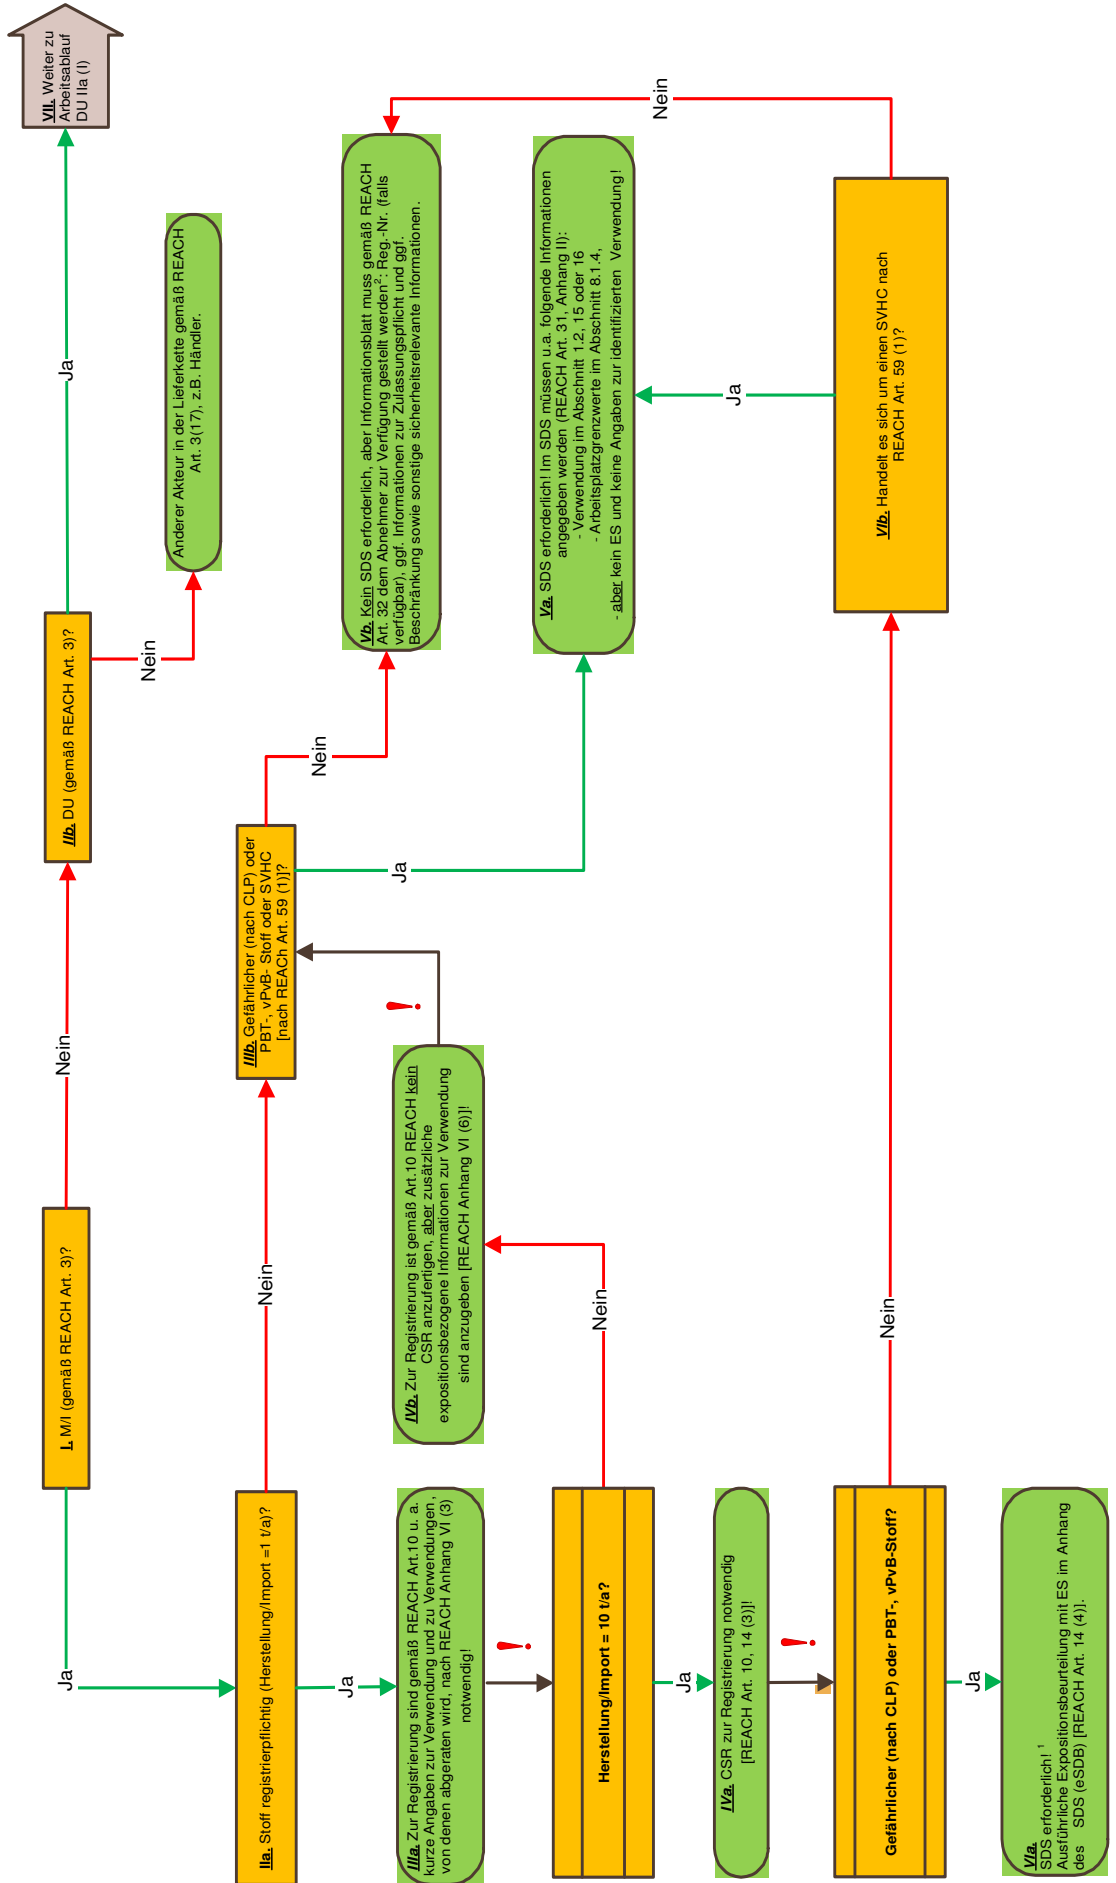 I. M/I (gemäß REACH Art. 3)?
Ja
Nein
IIb. DU (gemäß REACH Art. 3)?
Ja
VII. Weiter zu
Arbeitsablauf
DU IIa (I)
Nein
Anderer Akteur in der Lieferkette gemäß REACH
Art. 3(17), z.B. Händler.
IIa. Stoff registrierpflichtig (Herstellung/Import =1 t/a)?
Nein
IIIb. Gefährlicher (nach CLP) oder
PBT-, vPvB- Stoff oder SVHC
[nach REACh Art. 59 (1)]?
Nein
Ja
Vb. Kein SDS erforderlich, aber Informationsblatt muss gemäß REACH
Art. 32 dem Abnehmer zur Verfügung gestellt werden²: Reg.-Nr. (falls
verfügbar), ggf. Informationen zur Zulassungspflicht und ggf.
Beschränkung sowie sonstige sicherheitsrelevante Informationen.
Ja
IIIa. Zur Registrierung sind gemäß REACH Art.10 u. a.
kurze Angaben zur Verwendung und zu Verwendungen,
von denen abgeraten wird, nach REACH Anhang VI (3)
notwendig!
!
IVb. Zur Registrierung ist gemäß Art.10 REACH kein
CSR anzufertigen, aber zusätzliche
expositionsbezogene Informationen zur Verwendung
sind anzugeben [REACH Anhang VI (6)]!
!
Va. SDS erforderlich! Im SDS müssen u.a. folgende Informationen
angegeben werden (REACH Art. 31, Anhang II):
- Verwendung im Abschnitt 1.2, 15 oder 16
- Arbeitsplatzgrenzwerte im Abschnitt 8.1.4,
- aber kein ES und keine Angaben zur identifizierten Verwendung!
Herstellung/Import = 10 t/a?
Nein
Ja
IVa. CSR zur Registrierung notwendig
[REACH Art. 10, 14 (3)]!
!
Gefährlicher (nach CLP) oder PBT-, vPvB-Stoff?
Nein
VIb. Handelt es sich um einen SVHC nach
REACH Art. 59 (1)?
Ja
Nein
Ja
VIa.
SDS erforderlich! ¹
Ausführliche Expositionsbeurteilung mit ES im Anhang
des SDS (eSDB) [REACH Art. 14 (4)].